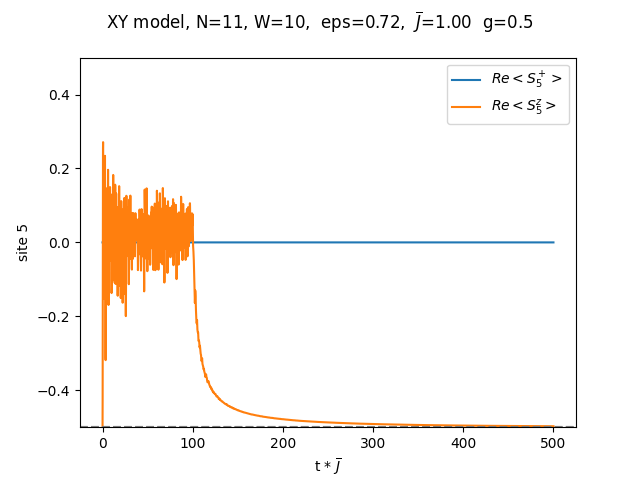 XY model, N=11, W=10, eps=0.72, J̄=1.00 g=0.5
Re < S₅⁺ >
Re < S₅ᶻ >
0.4
0.2
0.0
−0.2
−0.4
site 5
0 100 200 300 400 500
t * J̄